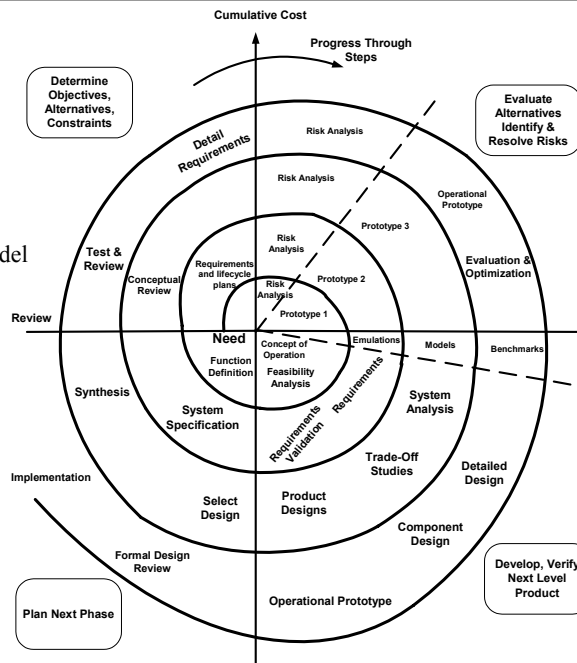 Cumulative Cost
Progress Through
Steps
Determine
Objectives,
Alternatives,
Constraints
Evaluate
Alternatives
Identify &
Resolve Risks
Detail
Requirements
Risk Analysis
Risk Analysis
Operational
Prototype
Prototype 3
Test &
Review
del
Conceptual
Review
Requirements
and lifecycle
plans
Risk
Analysis
Evaluation &
Optimization
Prototype 2
Risk
Analysis
Prototype 1
Review
Need
Concept of
Operation
Emulations
Models
Benchmarks
Function
Definition
Feasibility
Analysis
Synthesis
System
Specification
Requirements
Validation
Requirements
System
Analysis
Trade-Off
Studies
Detailed
Design
Implementation
Select
Design
Product
Designs
Component
Design
Formal Design
Review
Operational Prototype
Plan Next Phase
Develop, Verify
Next Level
Product